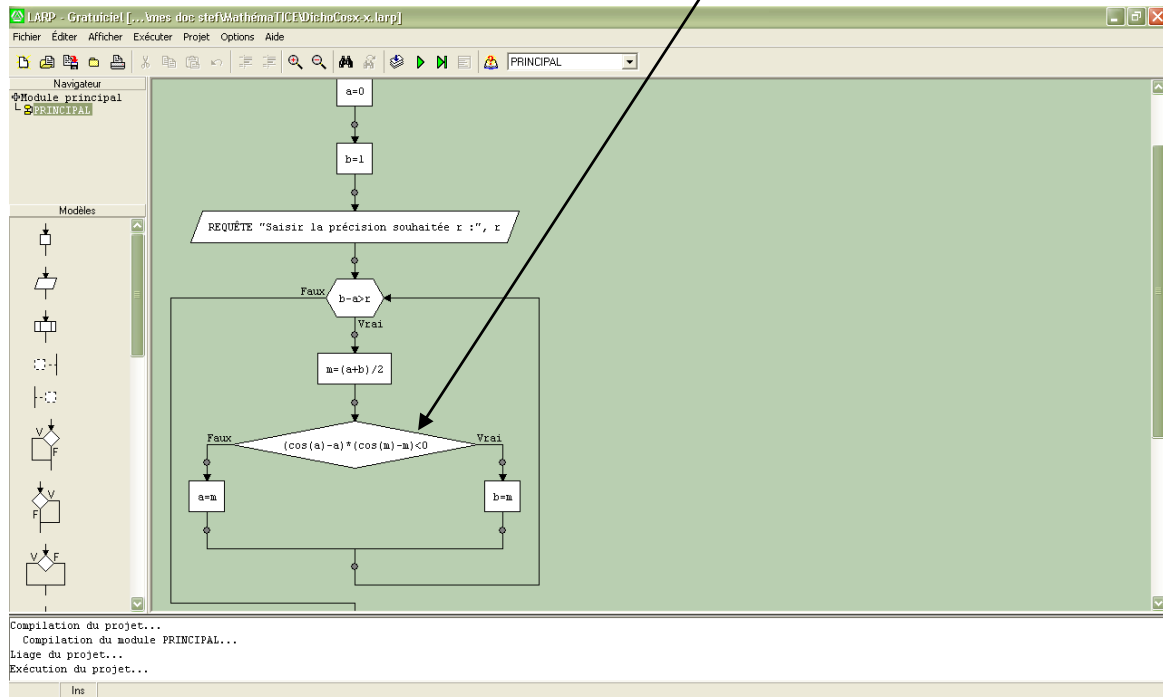 LARP - Gratuiciel [...\mes doc stef\MathémaTICE\DichoCosx-x.larp]
Fichier Éditer Afficher Exécuter Projet Options Aide
PRINCIPAL
Navigateur
Module principal
PRINCIPAL
Modèles
V
F
V
F
V F
a=0
b=1
REQUÊTE "Saisir la précision souhaitée r :", r
Faux
b-a>r
Vrai
m=(a+b)/2
Faux
(cos(a)-a)*(cos(m)-m)<0
Vrai
a=m
b=m
Compilation du projet...
Compilation du module PRINCIPAL...
Liage du projet...
Exécution du projet...
Ins